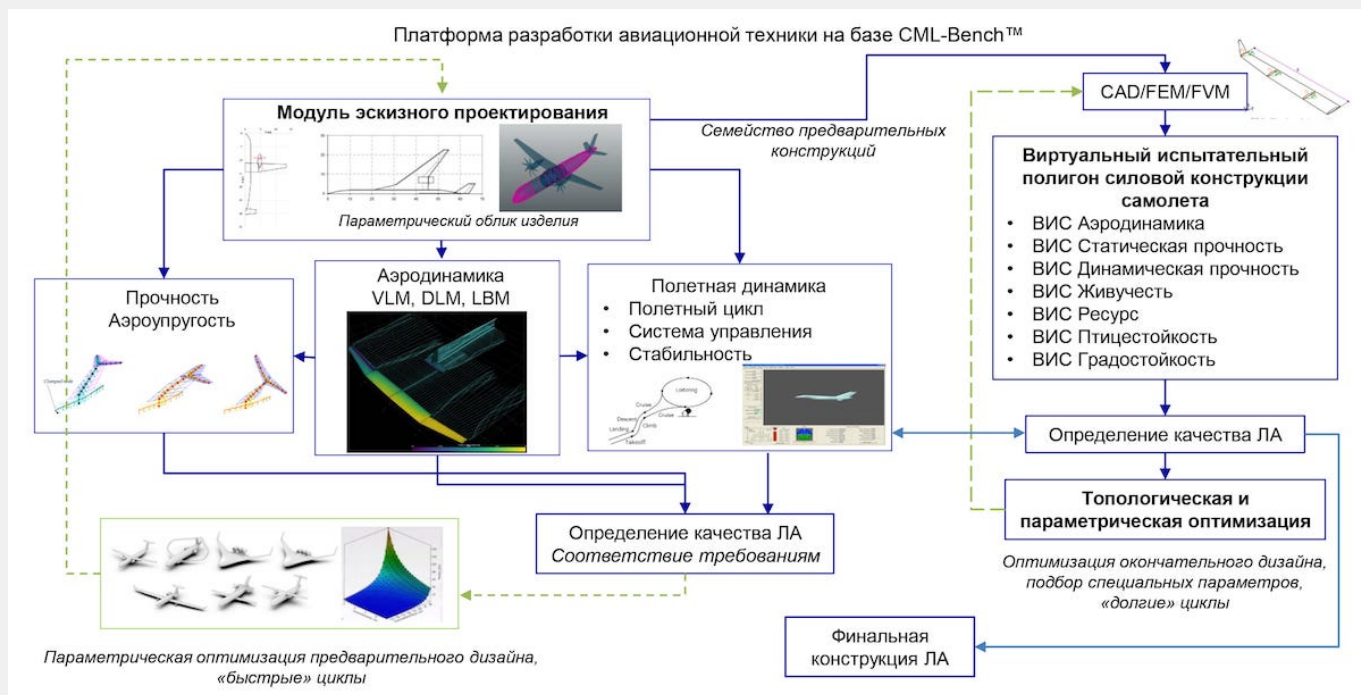 Платформа разработки авиационной техники на базе CML-Bench™
Модуль эскизного проектирования
Параметрический облик изделия
Семейство предварительных
конструкций
CAD/FEM/FVM
Виртуальный испытательный
полигон силовой конструкции
самолета
• ВИС Аэродинамика
• ВИС Статическая прочность
• ВИС Динамическая прочность
• ВИС Живучесть
• ВИС Ресурс
• ВИС Птицестойкость
• ВИС Градостойкость
Прочность
Аэроупругость
Аэродинамика
VLM, DLM, LBM
Полетная динамика
• Полетный цикл
• Система управления
• Стабильность
Loitering
Cruise
Cruise
Descent
Climb
Landing
Takeoff
Определение качества ЛА
Определение качества ЛА
Соответствие требованиям
Топологическая и
параметрическая оптимизация
Оптимизация окончательного дизайна,
подбор специальных параметров,
«долгие» циклы
Финальная
конструкция ЛА
Параметрическая оптимизация предварительного дизайна,
«быстрые» циклы